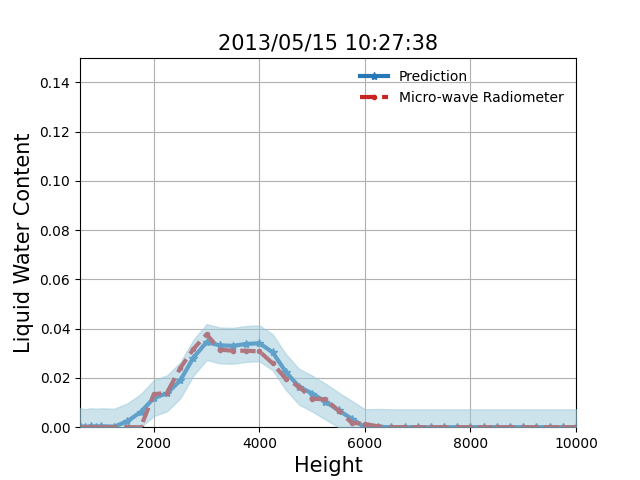 2013/05/15 10:27:38
Prediction
Micro-wave Radiometer
Liquid Water Content
0.14
0.12
0.10
0.08
0.06
0.04
0.02
0.00
2000 4000 6000 8000 10000
Height